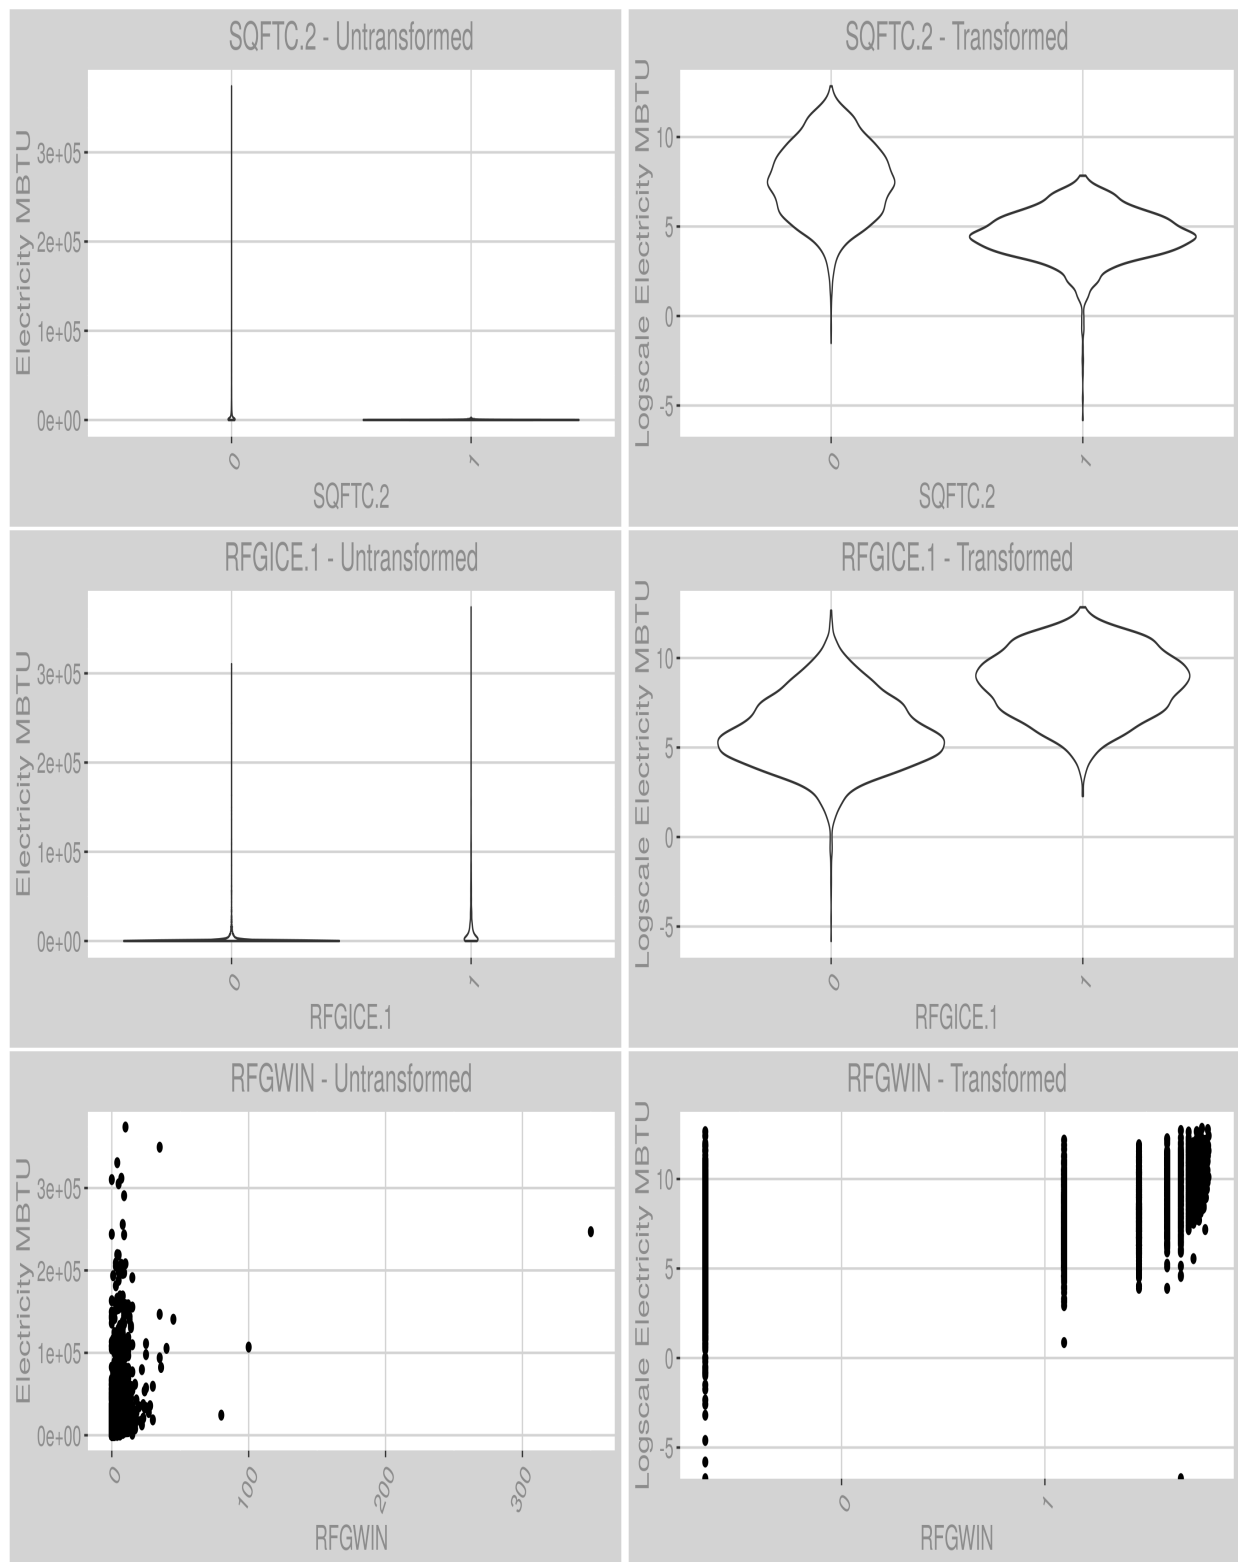 SQFTC.2 - Untransformed
Electricity MBTU
3e+05
2e+05
1e+05
0e+00
0
1
SQFTC.2
SQFTC.2 - Transformed
Logscale Electricity MBTU
10
5
0
-5
0
1
SQFTC.2
RFGICE.1 - Untransformed
Electricity MBTU
3e+05
2e+05
1e+05
0e+00
0
1
RFGICE.1
RFGICE.1 - Transformed
Logscale Electricity MBTU
10
5
0
-5
0
1
RFGICE.1
RFGWIN - Untransformed
Electricity MBTU
3e+05
2e+05
1e+05
0e+00
0
100
200
300
RFGWIN
RFGWIN - Transformed
Logscale Electricity MBTU
10
5
0
-5
0
1
RFGWIN